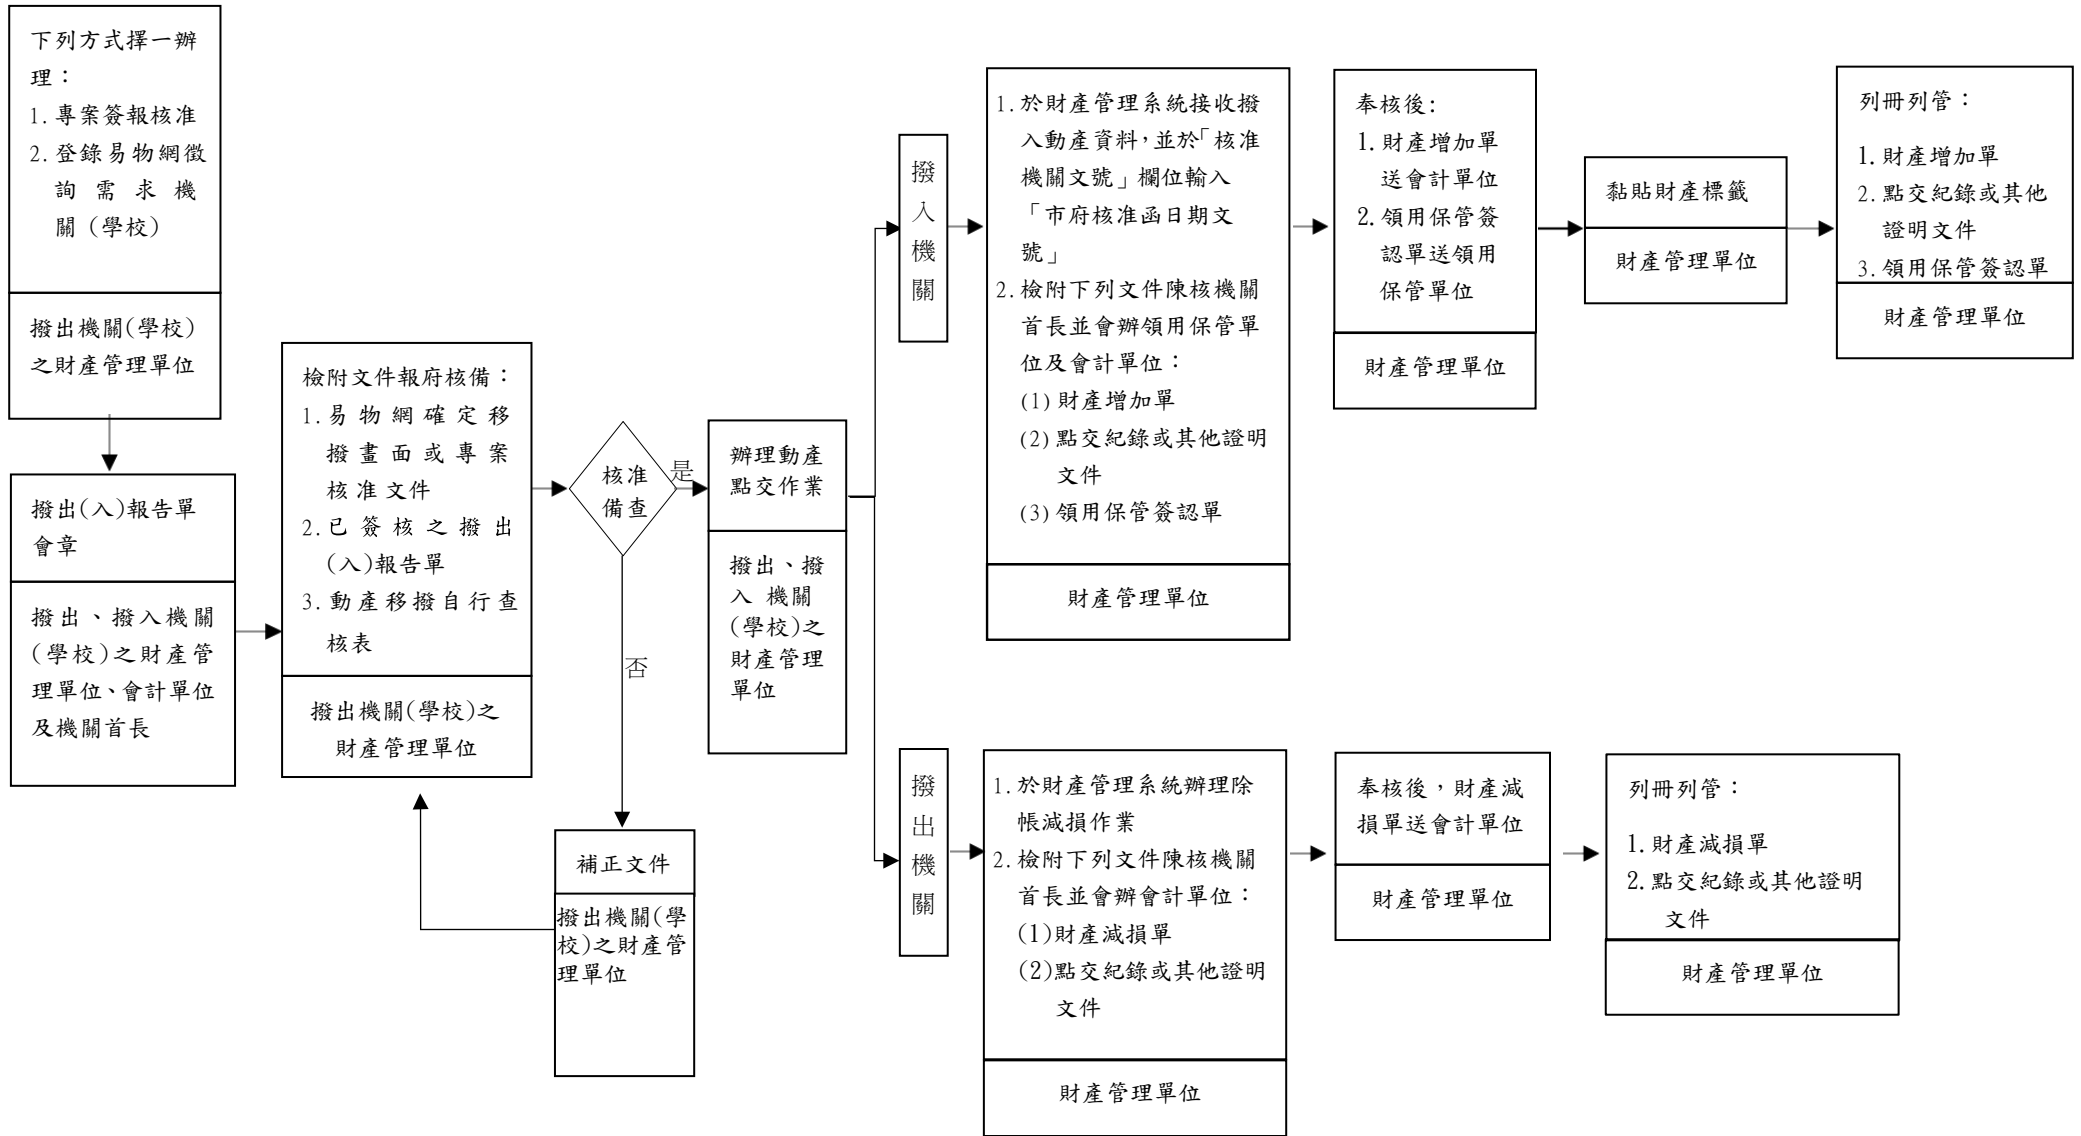 下列方式擇一辦
理：
1. 專案簽報核准
2. 登錄易物網徵
詢需求機
關（學校）
撥出機關(學校)
之財產管理單位
撥出(入)報告單
會章
撥出、撥入機關
(學校)之財產管
理單位、會計單位
及機關首長
檢附文件報府核備：
1. 易物網確定移
撥畫面或專案
核准文件
2. 已簽核之撥出
(入)報告單
3. 動產移撥自行查
核表
撥出機關(學校)之
財產管理單位
核准
備查
是
否
補正文件
撥出機關(學
校)之財產管
理單位
辦理動產
點交作業
撥出、撥
入 機關
(學校)之
財產管理
單位
撥
入
機
關
1. 於財產管理系統接收撥
入動產資料，並於「核准
機關文號」欄位輸入
「市府核准函日期文
號」
2. 檢附下列文件陳核機關
首長並會辦領用保管單
位及會計單位：
(1) 財產增加單
(2) 點交紀錄或其他證明
文件
(3) 領用保管簽認單
財產管理單位
奉核後:
1. 財產增加單
送會計單位
2. 領用保管簽
認單送領用
保管單位
財產管理單位
黏貼財產標籤
財產管理單位
列冊列管：
1. 財產增加單
2. 點交紀錄或其他
證明文件
3. 領用保管簽認單
財產管理單位
撥
出
機
關
1. 於財產管理系統辦理除
帳減損作業
2. 檢附下列文件陳核機關
首長並會辦會計單位：
(1)財產減損單
(2)點交紀錄或其他證明
文件
財產管理單位
奉核後，財產減
損單送會計單位
財產管理單位
列冊列管：
1. 財產減損單
2. 點交紀錄或其他證明
文件
財產管理單位